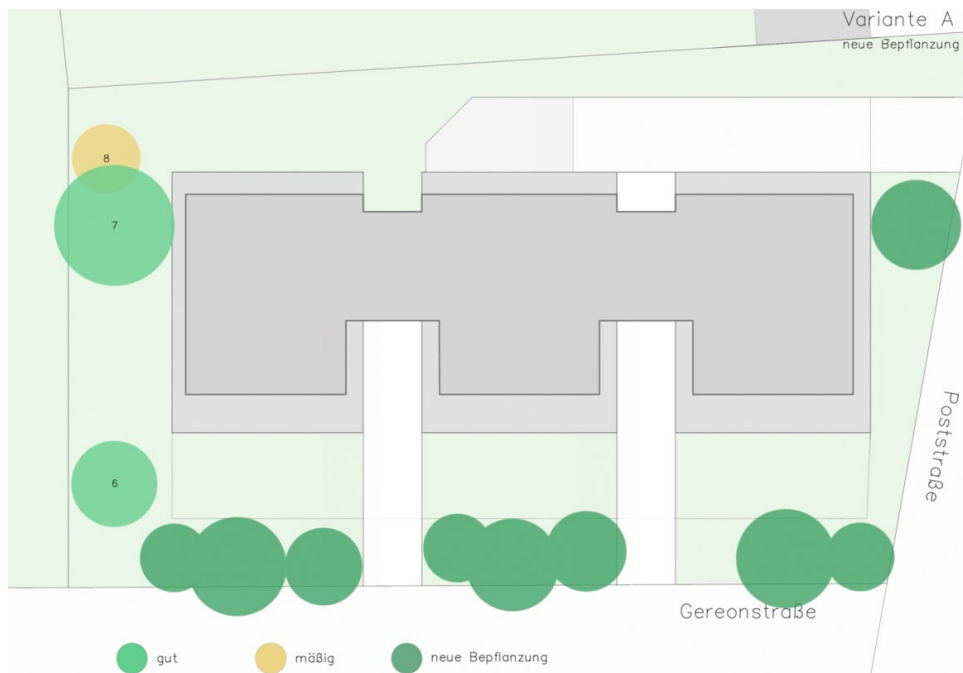 Variante A
neue Bepflanzung
8
7
6
Poststraße
Gereonstraße
gut
mäßig
neue Bepflanzung